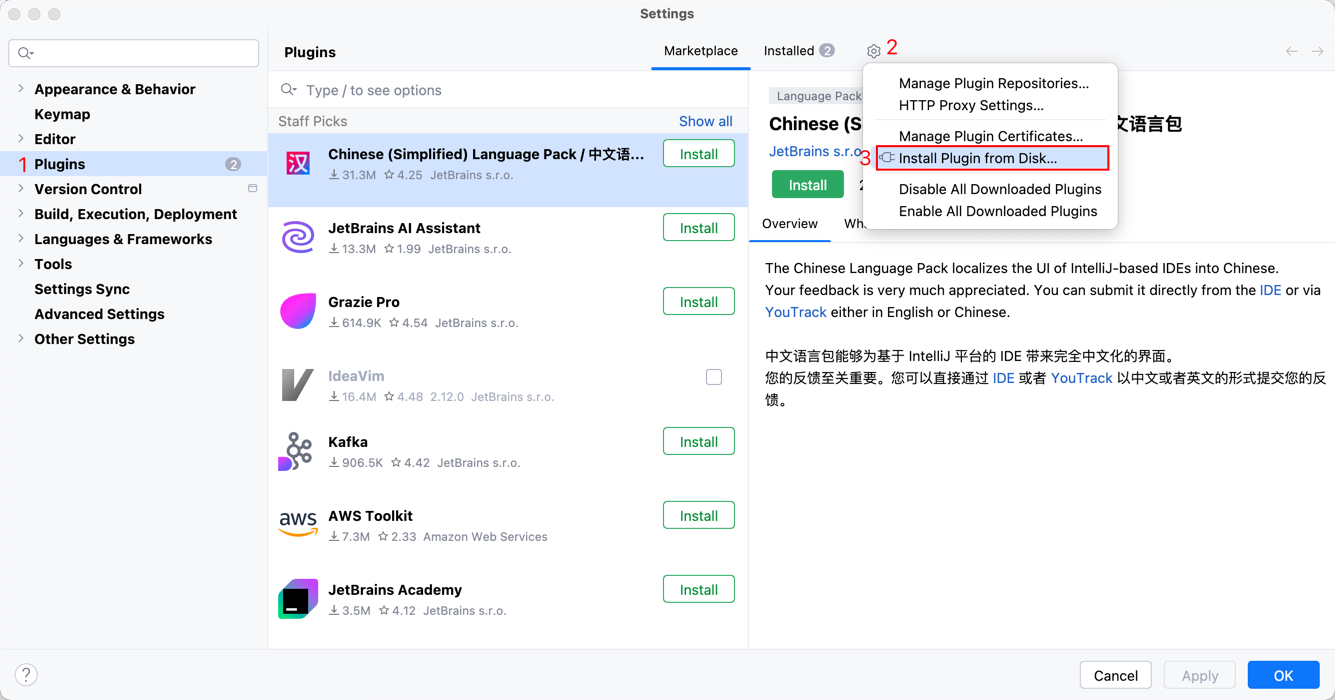 Settings
Plugins
Marketplace
Installed 2
2
Appearance & Behavior
Keymap
Editor
1 Plugins 2
Version Control
Build, Execution, Deployment
Languages & Frameworks
Tools
Settings Sync
Advanced Settings
Other Settings
Type / to see options
Staff Picks
Show all
Chinese (Simplified) Language Pack / 中文语...
31.3M 4.25 JetBrains s.r.o.
Install
JetBrains AI Assistant
13.3M 1.99 JetBrains s.r.o.
Install
Grazie Pro
614.9K 4.54 JetBrains s.r.o.
Install
IdeaVim
16.4M 4.48 2.12.0 JetBrains s.r.o.
Kafka
906.5K 4.42 JetBrains s.r.o.
Install
aws
AWS Toolkit
7.3M 2.33 Amazon Web Services
Install
JetBrains Academy
3.5M 4.12 JetBrains s.r.o.
Install
汉
Manage Plugin Repositories...
HTTP Proxy Settings...
Manage Plugin Certificates...
3 Install Plugin from Disk...
Disable All Downloaded Plugins
Enable All Downloaded Plugins
Language Pack
Chinese (S
文语言包
JetBrains s.r.o
Install
2
Overview
Wh
The Chinese Language Pack localizes the UI of IntelliJ-based IDEs into Chinese.
Your feedback is very much appreciated. You can submit it directly from the IDE or via
YouTrack either in English or Chinese.
中文语言包能够为基于 IntelliJ 平台的 IDE 带来完全中文化的界面。
您的反馈至关重要。您可以直接通过 IDE 或者 YouTrack 以中文或者英文的形式提交您的反
馈。
?
Cancel
Apply
OK